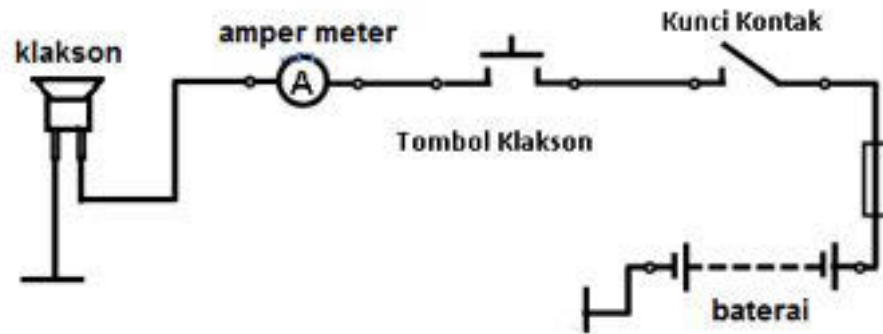 klakson
amper meter
Kunci Kontak
A
Tombol Klakson
baterai